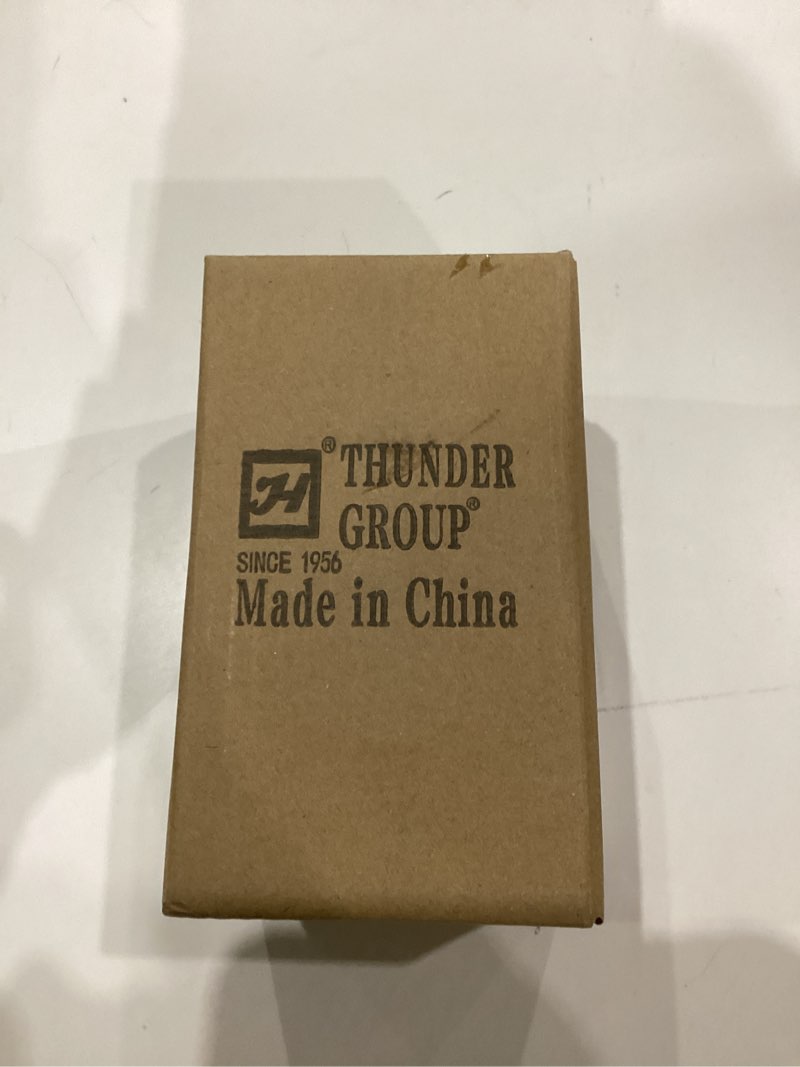 H® THUNDER
GROUP®
SINCE 1956
Made in China